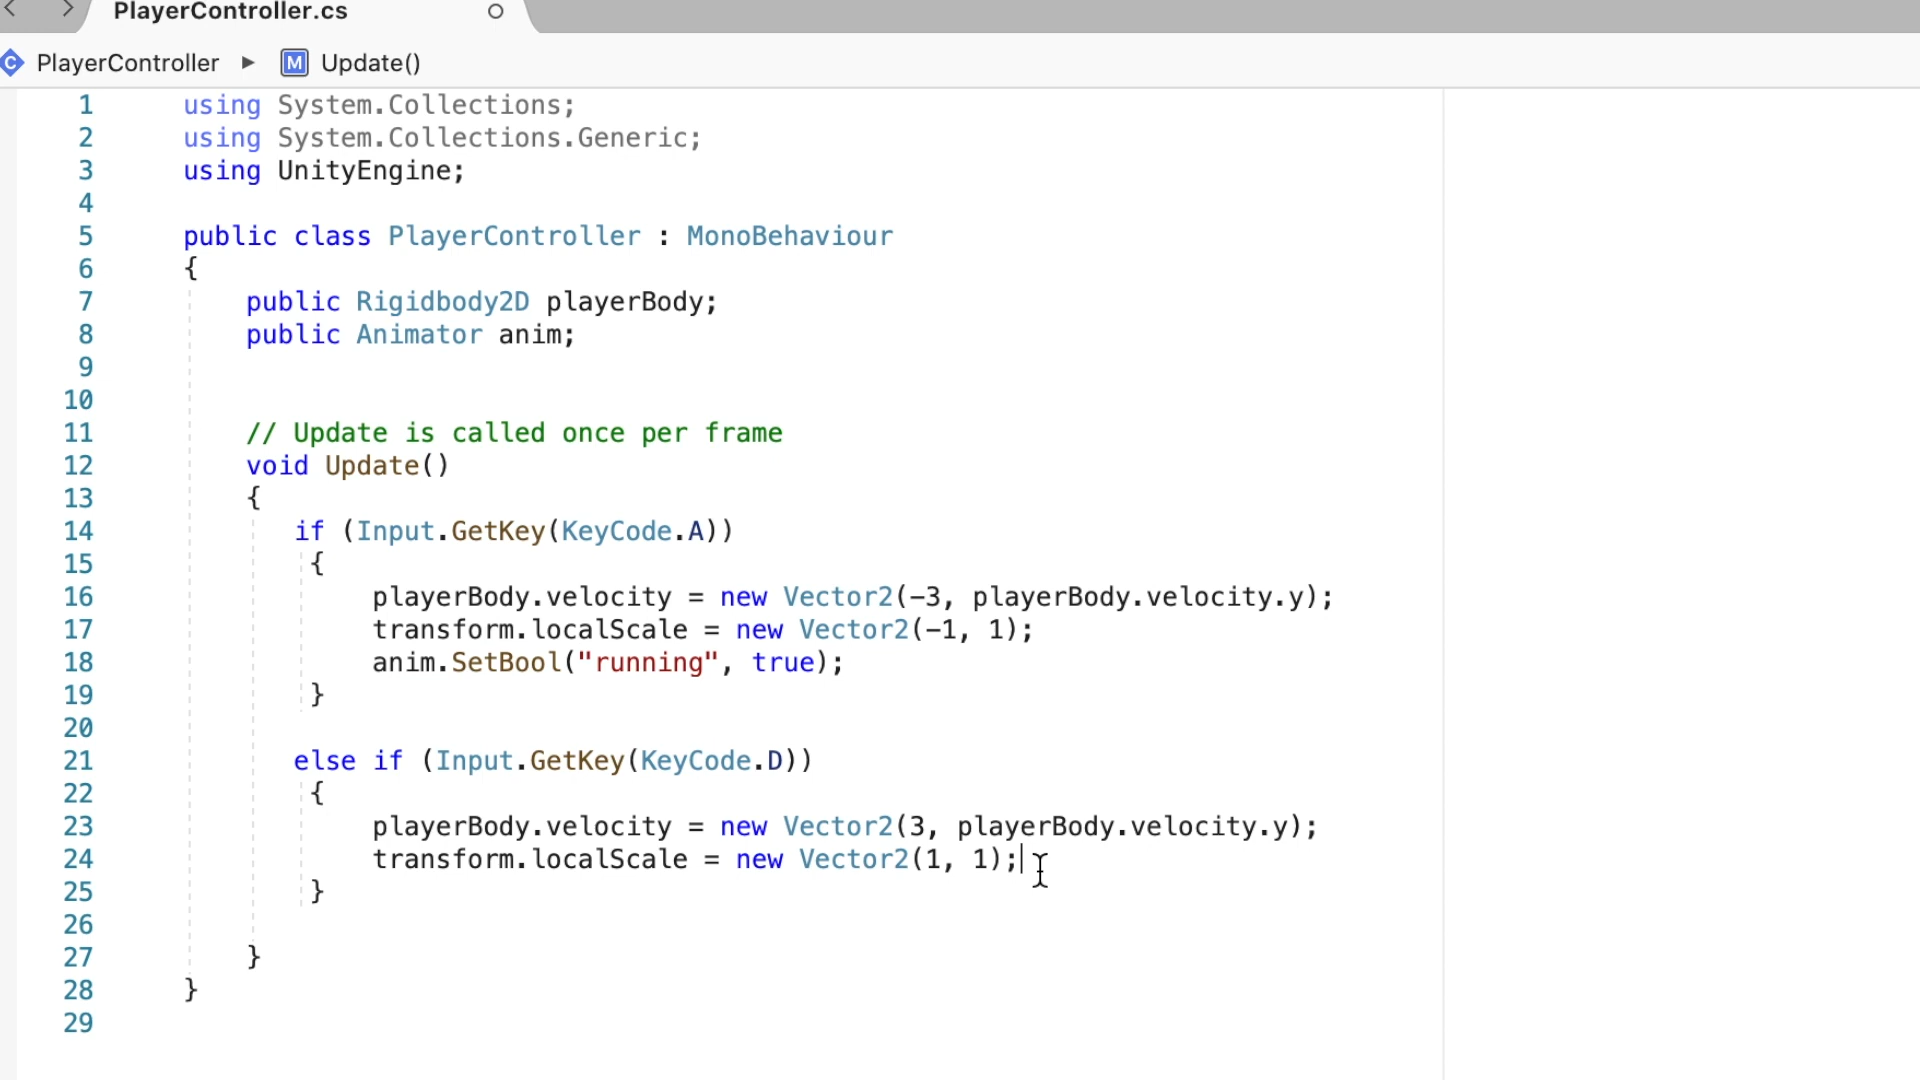 PlayerController.cs
PlayerController ▶ M Update()
1 using System.Collections;
2 using System.Collections.Generic;
3 using UnityEngine;
4
5 public class PlayerController : MonoBehaviour
6 {
7 public Rigidbody2D playerBody;
8 public Animator anim;
9
10
11 // Update is called once per frame
12 void Update()
13 {
14 if (Input.GetKey(KeyCode.A))
15 {
16 playerBody.velocity = new Vector2(-3, playerBody.velocity.y);
17 transform.localScale = new Vector2(-1, 1);
18 anim.SetBool("running", true);
19 }
20
21 else if (Input.GetKey(KeyCode.D))
22 {
23 playerBody.velocity = new Vector2(3, playerBody.velocity.y);
24 transform.localScale = new Vector2(1, 1);
25 }
26
27 }
28 }
29